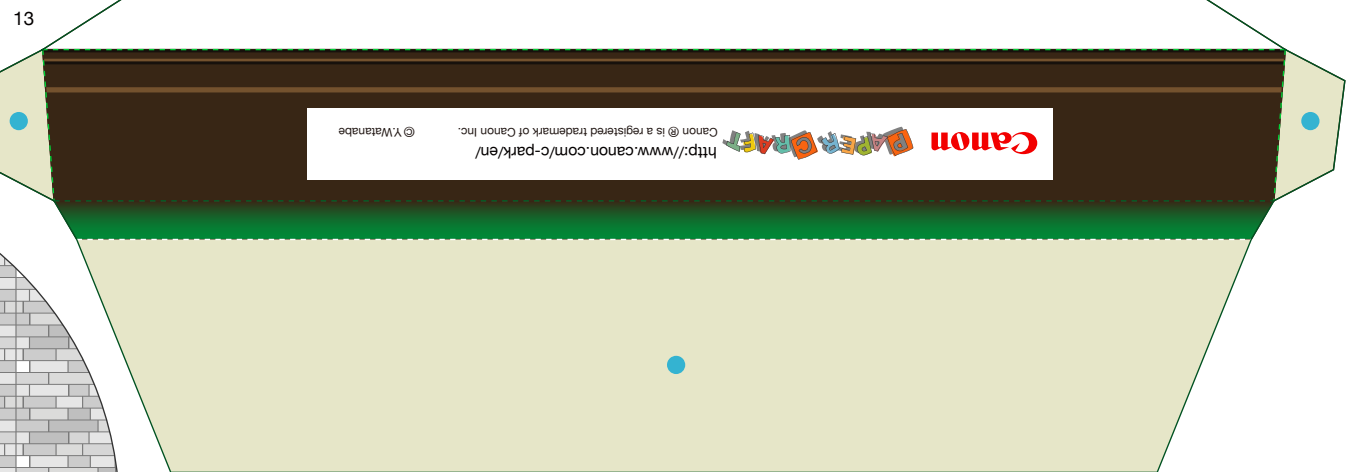 13
Canon
PAPER CRAFT
http://www.canon.com/c-park/en/
Canon ® is a registered trademark of Canon Inc.
©Y.Watanabe